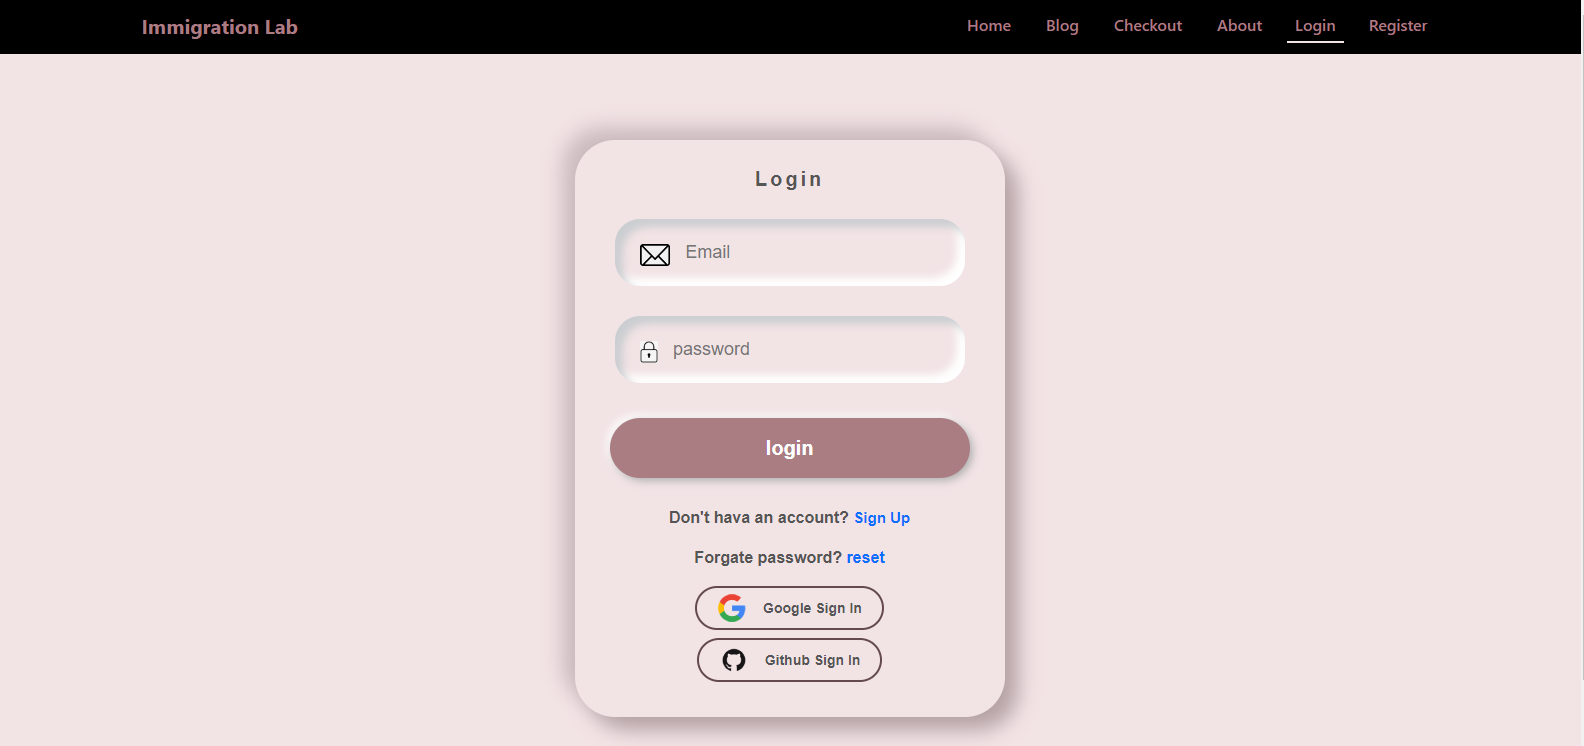 Immigration Lab Home Blog Checkout About Login Register
Login
Email
password
login
Don't hava an account? Sign Up
Forgate password? reset
Google Sign In
Github Sign In